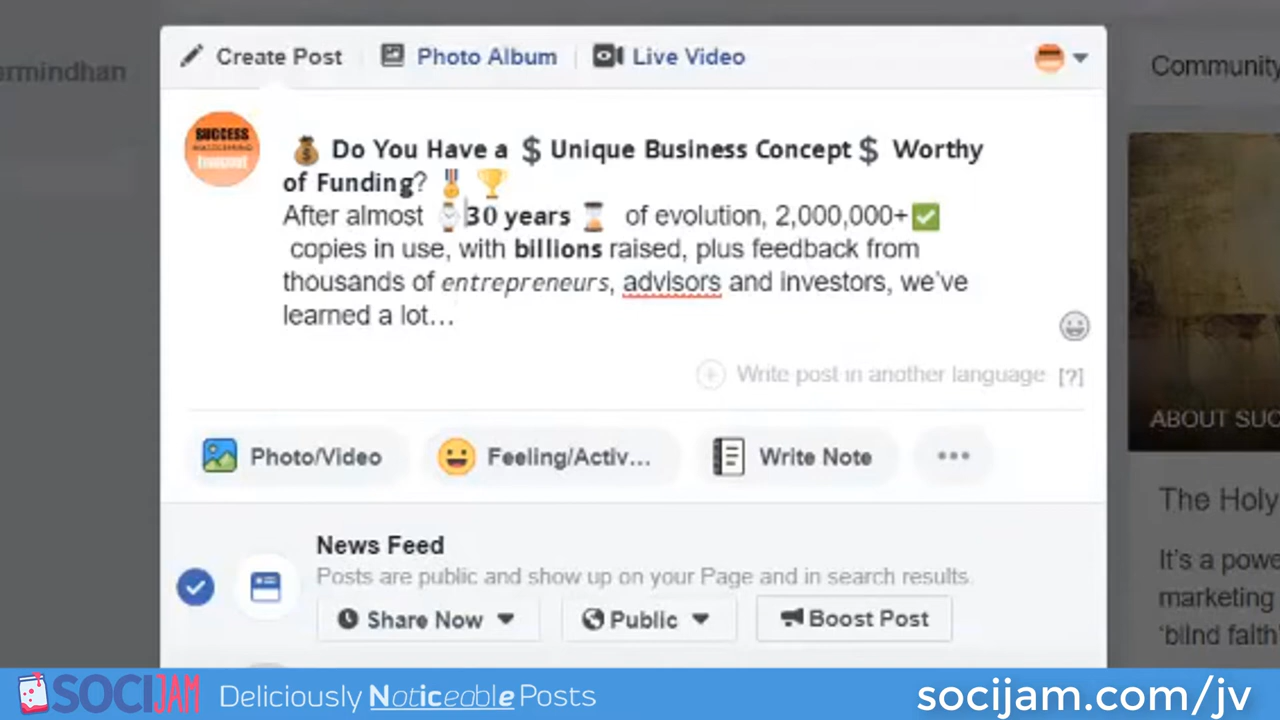 armindhan
Create Post
Photo Album
Live Video
Community
SUCCESS
💰 Do You Have a 💲 Unique Business Concept 💲 Worthy
of Funding? 🏅 🏆
After almost ⌚30 years ⌛ of evolution, 2,000,000+✅
copies in use, with billions raised, plus feedback from
thousands of entrepreneurs, advisors and investors, we’ve
learned a lot…
Write post in another language [?]
ABOUT SUC
Photo/Video
Feeling/Activ...
Write Note
•••
The Holy
News Feed
Posts are public and show up on your Page and in search results.
It’s a powe
marketing
‘blind faith’
Share Now
Public
Boost Post
SOCIJAM
Deliciously Noticeable Posts
socijam.com/jv